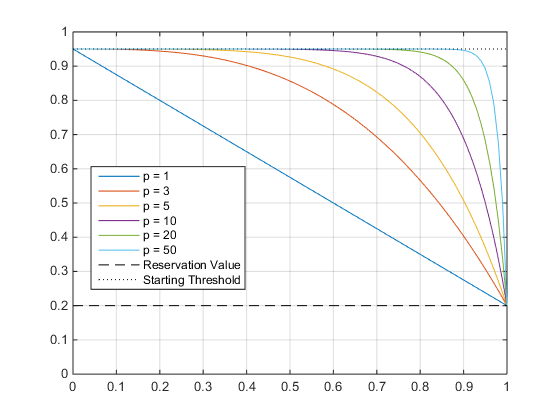 1
0.9
0.8
0.7
0.6
0.5
0.4
0.3
0.2
0.1
0
p = 1
p = 3
p = 5
p = 10
p = 20
p = 50
Reservation Value
Starting Threshold
0 0.1 0.2 0.3 0.4 0.5 0.6 0.7 0.8 0.9 1